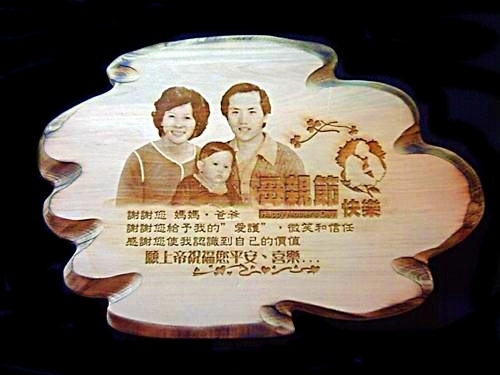 母親節
Happy Mother's Day
快樂
謝謝您 媽媽，爸爸
謝謝您給予我的"愛護"，微笑和信任
感謝您使我認識到自己的價值
願上帝祝福您平安、喜樂...